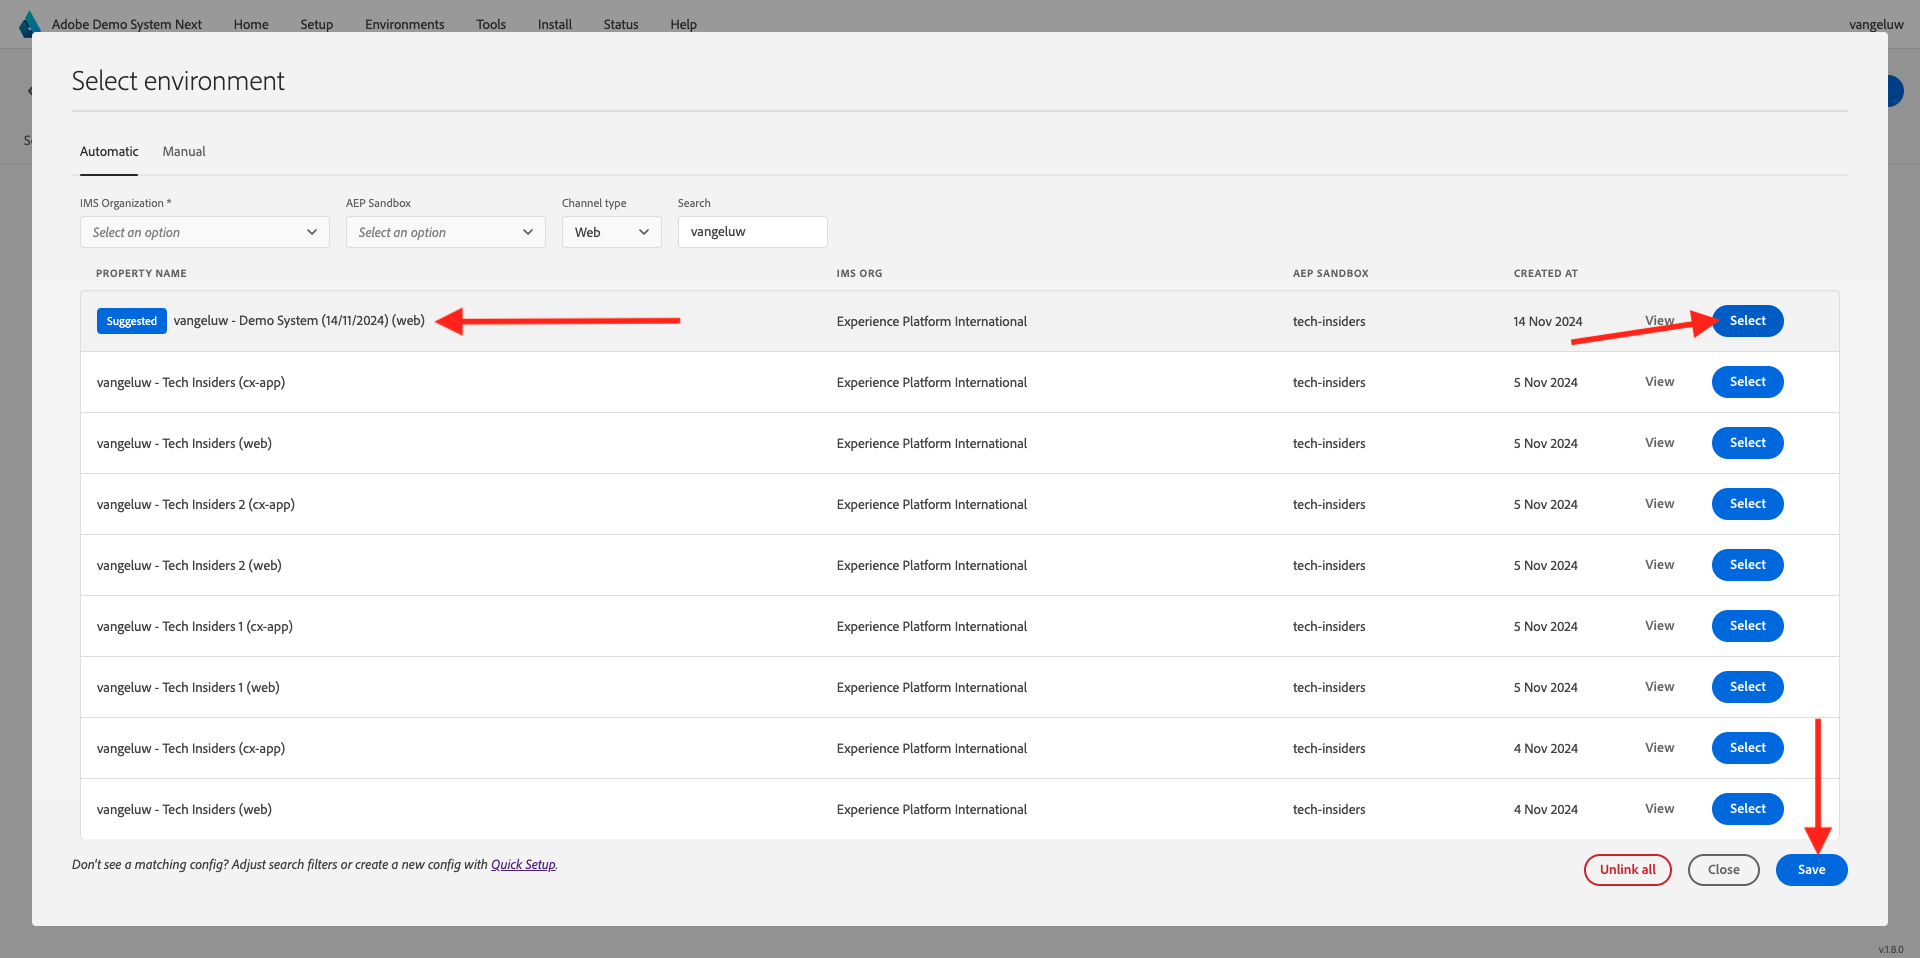 Adobe Demo System Next Home Setup Environments Tools Install Status Help vangeluw
Select environment
Automatic Manual
IMS Organization * AEP Sandbox Channel type Search
Select an option Select an option Web vangeluw
PROPERTY NAME IMS ORG AEP SANDBOX CREATED AT
Suggested vangeluw - Demo System (14/11/2024) (web) Experience Platform International tech-insiders 14 Nov 2024 View Select
vangeluw - Tech Insiders (cx-app) Experience Platform International tech-insiders 5 Nov 2024 View Select
vangeluw - Tech Insiders (web) Experience Platform International tech-insiders 5 Nov 2024 View Select
vangeluw - Tech Insiders 2 (cx-app) Experience Platform International tech-insiders 5 Nov 2024 View Select
vangeluw - Tech Insiders 2 (web) Experience Platform International tech-insiders 5 Nov 2024 View Select
vangeluw - Tech Insiders 1 (cx-app) Experience Platform International tech-insiders 5 Nov 2024 View Select
vangeluw - Tech Insiders 1 (web) Experience Platform International tech-insiders 5 Nov 2024 View Select
vangeluw - Tech Insiders (cx-app) Experience Platform International tech-insiders 4 Nov 2024 View Select
vangeluw - Tech Insiders (web) Experience Platform International tech-insiders 4 Nov 2024 View Select
Don't see a matching config? Adjust search filters or create a new config with Quick Setup.
Unlink all Close Save
v.1.8.0